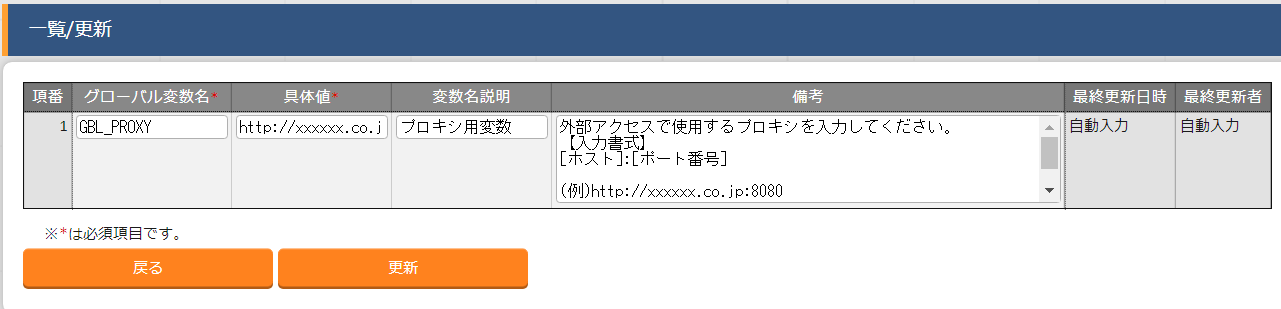 一覧/更新
項番 グローバル変数名* 具体値* 変数名説明 備考 最終更新日時 最終更新者
1 GBL_PROXY http://xxxxxx.co.j プロキシ用変数 外部アクセスで使用するプロキシを入力してください。 自動入力 自動入力
【入力書式】
[ホスト]:[ポート番号]
(例)http://xxxxxx.co.jp:8080
※*は必須項目です。
戻る 更新